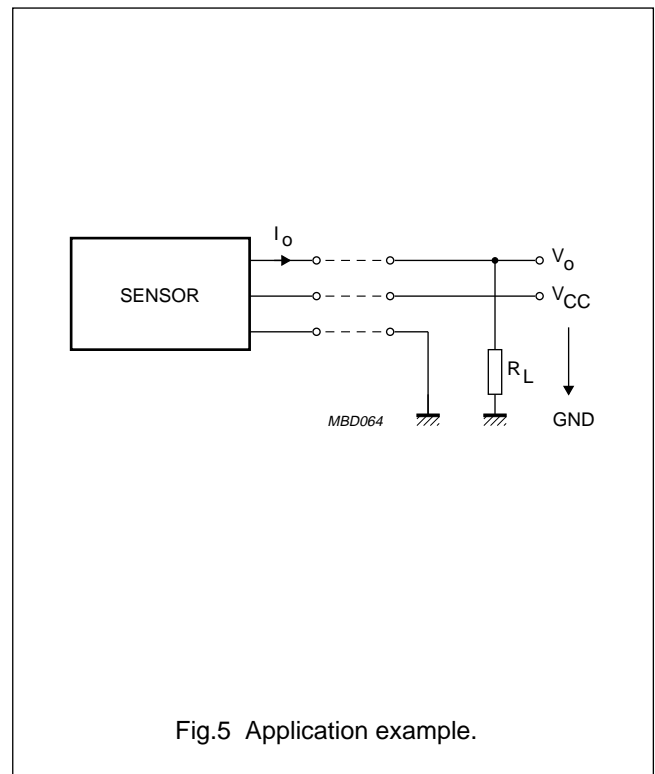 Io
Vo
SENSOR
VCC
RL
MBD064
GND
Fig.5 Application example.